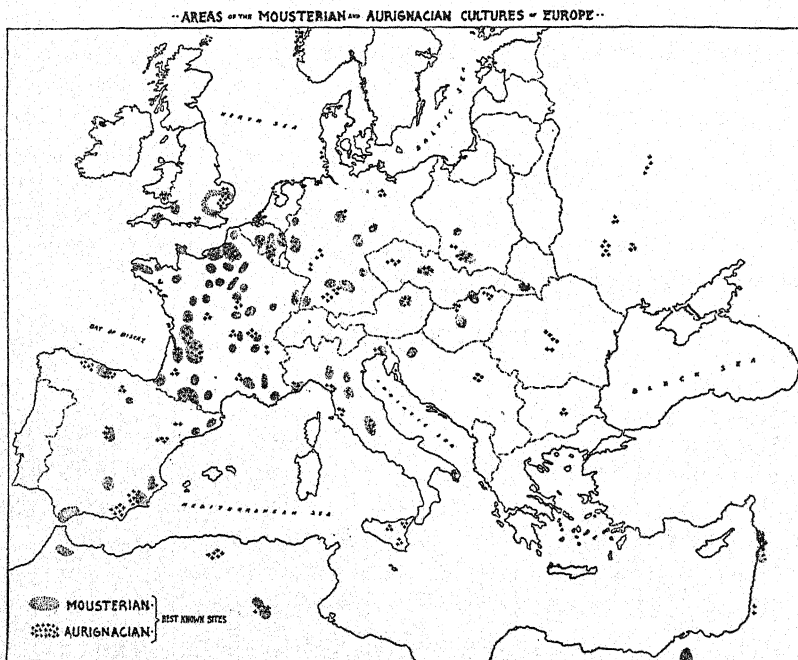 ··AREAS OF THE MOUSTERIAN AND AURIGNACIAN CULTURES OF EUROPE··
NORTH SEA
BALTIC SEA
BAY OF BISCAY
BLACK SEA
ADRIATIC SEA
MEDITERRANEAN SEA
MOUSTERIAN·
BEST KNOWN SITES
AURIGNACIAN·